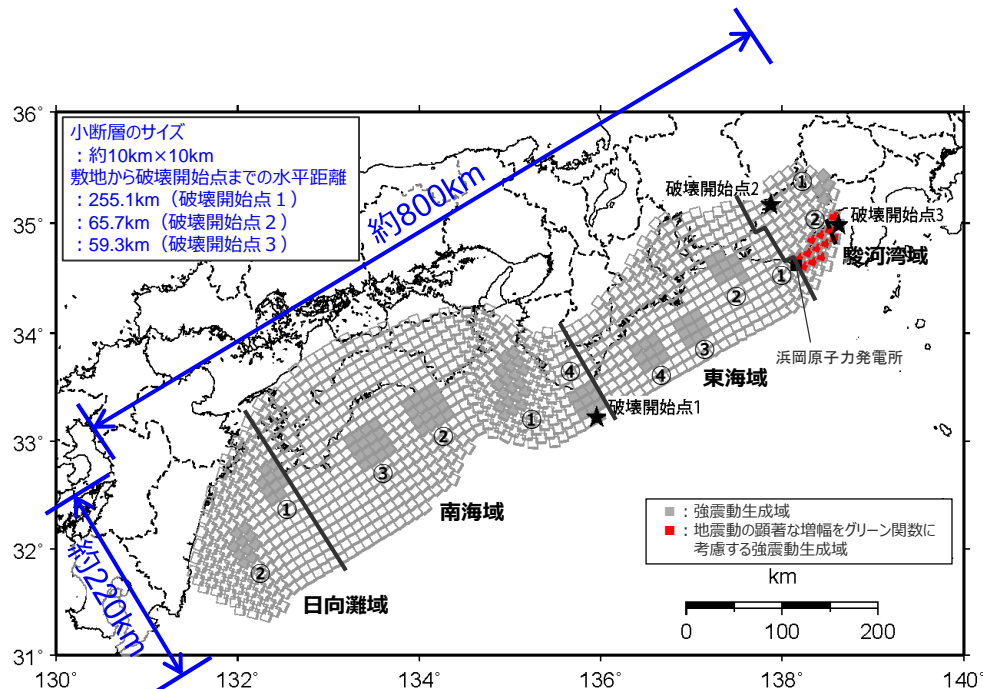 小断層のサイズ
：約10km×10km
敷地から破壊開始点までの水平距離
：255.1km（破壊開始点１）
：65.7km（破壊開始点２）
：59.3km（破壊開始点３）
約800km
約220km
36°
35°
34°
33°
32°
31°
130°
132°
134°
136°
138°
140°
破壊開始点2
①
②
破壊開始点3
駿河湾域
①
②
③
④
浜岡原子力発電所
東海域
④
破壊開始点1
①
②
③
南海域
①
②
日向灘域
■：強震動生成域
■：地震動の顕著な増幅をグリーン関数に
考慮する強震動生成域
km
0 100 200